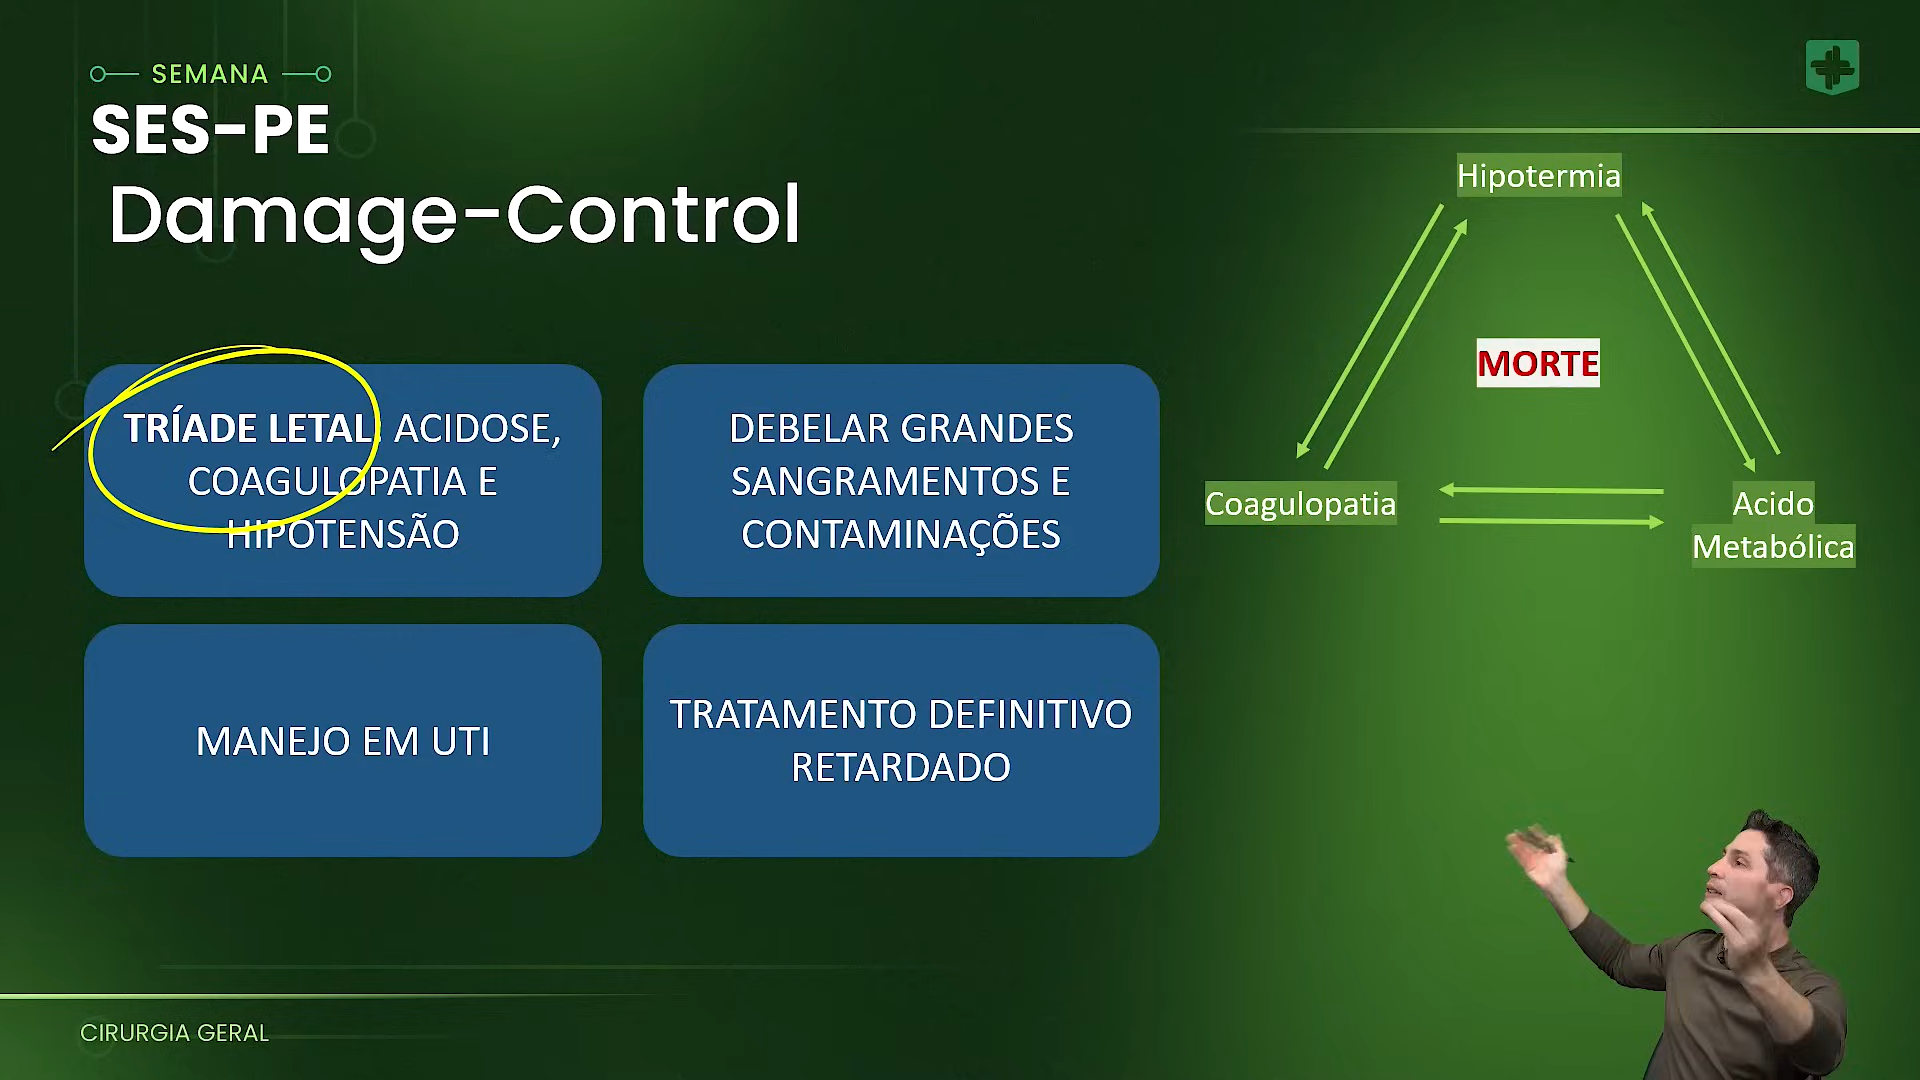 SEMANA
SES-PE
Damage-Control
TRÍADE LETAL: ACIDOSE,
COAGULOPATIA E
HIPOTENSÃO
DEBELAR GRANDES
SANGRAMENTOS E
CONTAMINAÇÕES
MANEJO EM UTI
TRATAMENTO DEFINITIVO
RETARDADO
Hipotermia
MORTE
Coagulopatia
Acido
Metabólica
CIRURGIA GERAL